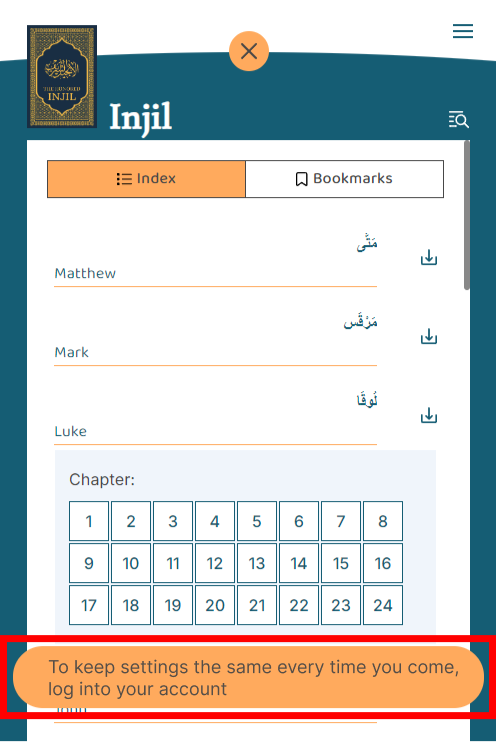 THE HONORED
INJIL
Injil
Index
Bookmarks
مَتَّى
Matthew
مَرْقَس
Mark
لُوقَا
Luke
Chapter:
1 2 3 4 5 6 7 8
9 10 11 12 13 14 15 16
17 18 19 20 21 22 23 24
To keep settings the same every time you come,
log into your account